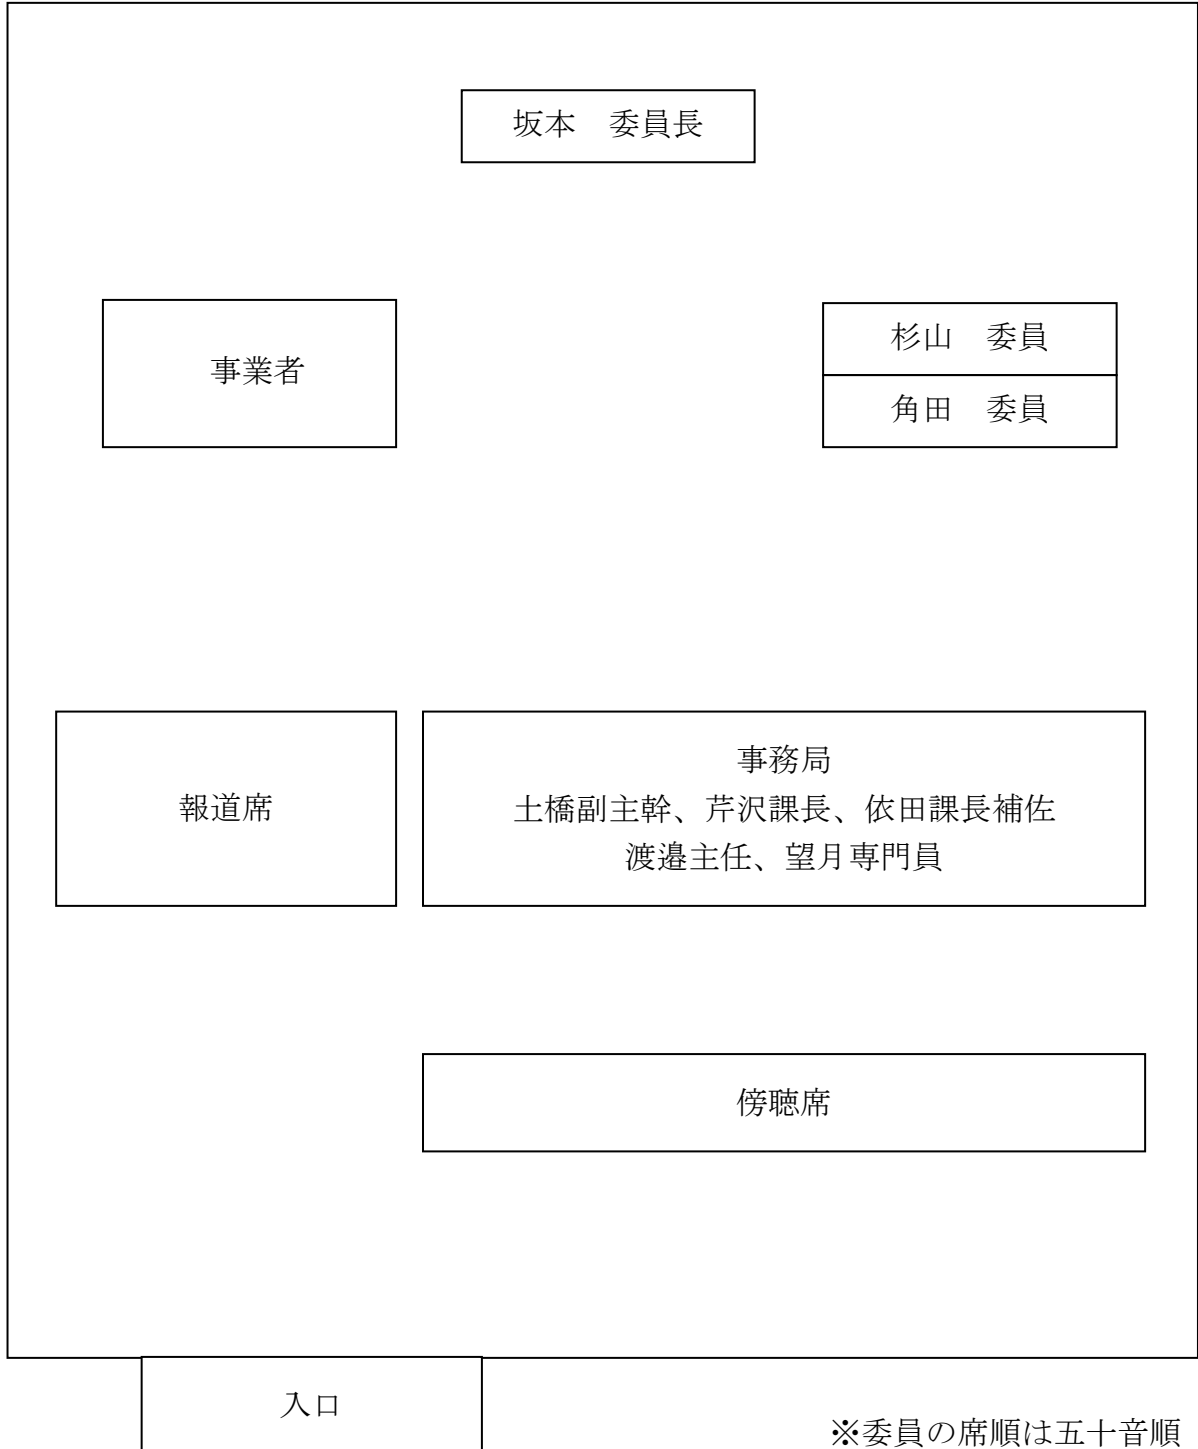 坂本　委員長
事業者
杉山　委員
角田　委員
報道席
事務局
土橋副主幹、芹沢課長、依田課長補佐
渡邉主任、望月専門員
傍聴席
入口
※委員の席順は五十音順